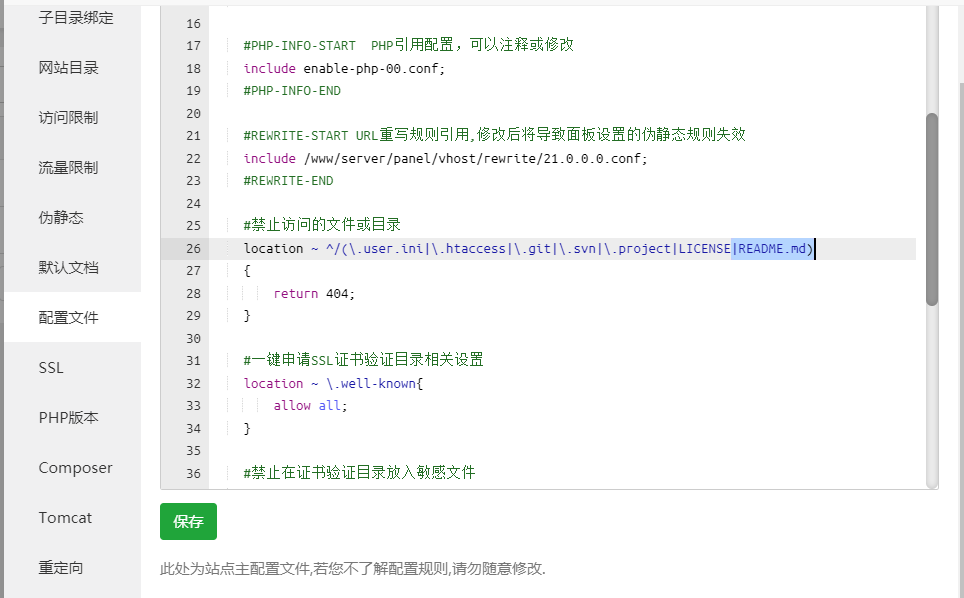 子目录绑定
网站目录
访问限制
流量限制
伪静态
默认文档
配置文件
SSL
PHP版本
Composer
Tomcat
重定向
16
17 #PHP-INFO-START PHP引用配置，可以注释或修改
18 include enable-php-00.conf;
19 #PHP-INFO-END
20
21 #REWRITE-START URL重写规则引用,修改后将导致面板设置的伪静态规则失效
22 include /www/server/panel/vhost/rewrite/21.0.0.0.conf;
23 #REWRITE-END
24
25 #禁止访问的文件或目录
26 location ~ ^/(\.user.ini|\.htaccess|\.git|\.svn|\.project|LICENSE|README.md)
27 {
28 return 404;
29 }
30
31 #一键申请SSL证书验证目录相关设置
32 location ~ \.well-known{
33 allow all;
34 }
35
36 #禁止在证书验证目录放入敏感文件
保存
此处为站点主配置文件,若您不了解配置规则,请勿随意修改.